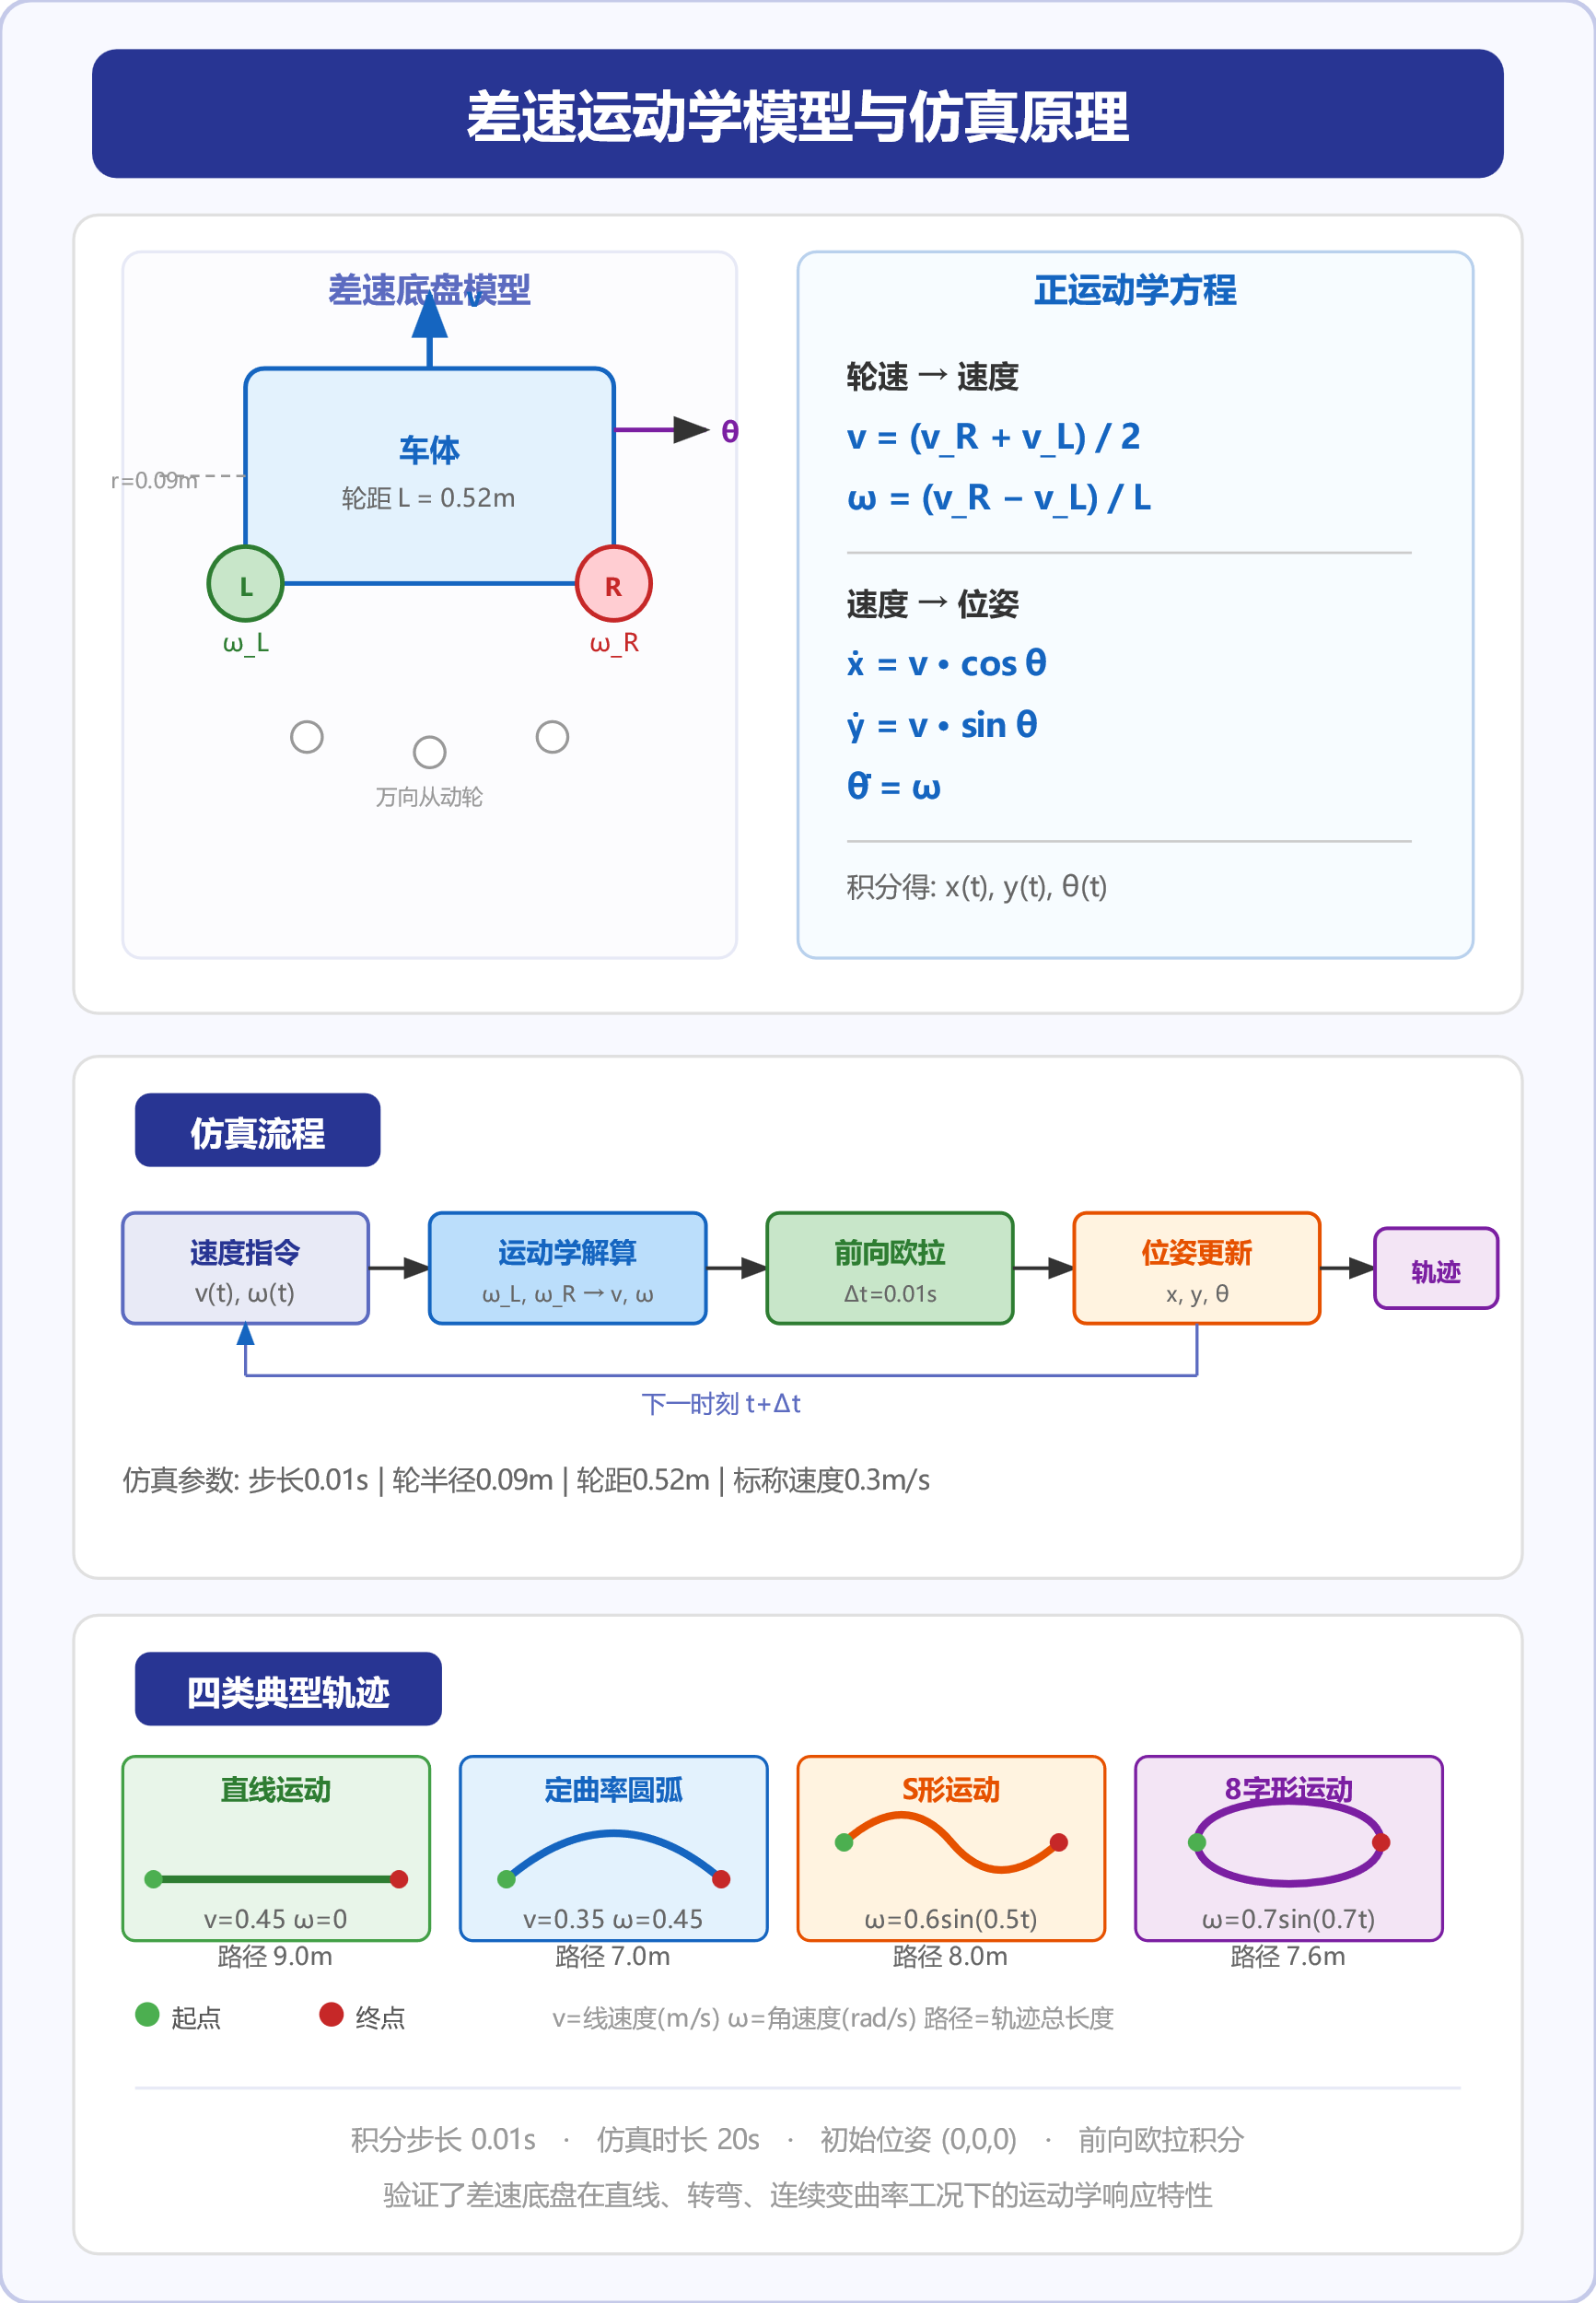 差速运动学模型与仿真原理
差速底盘模型
v
车体
轮距 L = 0.52m
θ
r=0.09m
L
R
ω_L
ω_R
万向从动轮
正运动学方程
轮速 → 速度
v = (v_R + v_L) / 2
ω = (v_R − v_L) / L
速度 → 位姿
ẋ = v • cos θ
ẏ = v • sin θ
θ̇ = ω
积分得: x(t), y(t), θ(t)
仿真流程
速度指令
v(t), ω(t)
运动学解算
ω_L, ω_R → v, ω
前向欧拉
Δt=0.01s
位姿更新
x, y, θ
轨迹
下一时刻 t+Δt
仿真参数: 步长0.01s | 轮半径0.09m | 轮距0.52m | 标称速度0.3m/s
四类典型轨迹
直线运动
v=0.45 ω=0
路径 9.0m
定曲率圆弧
v=0.35 ω=0.45
路径 7.0m
S形运动
ω=0.6sin(0.5t)
路径 8.0m
8字形运动
ω=0.7sin(0.7t)
路径 7.6m
起点 终点 v=线速度(m/s) ω=角速度(rad/s) 路径=轨迹总长度
积分步长 0.01s · 仿真时长 20s · 初始位姿 (0,0,0) · 前向欧拉积分
验证了差速底盘在直线、转弯、连续变曲率工况下的运动学响应特性